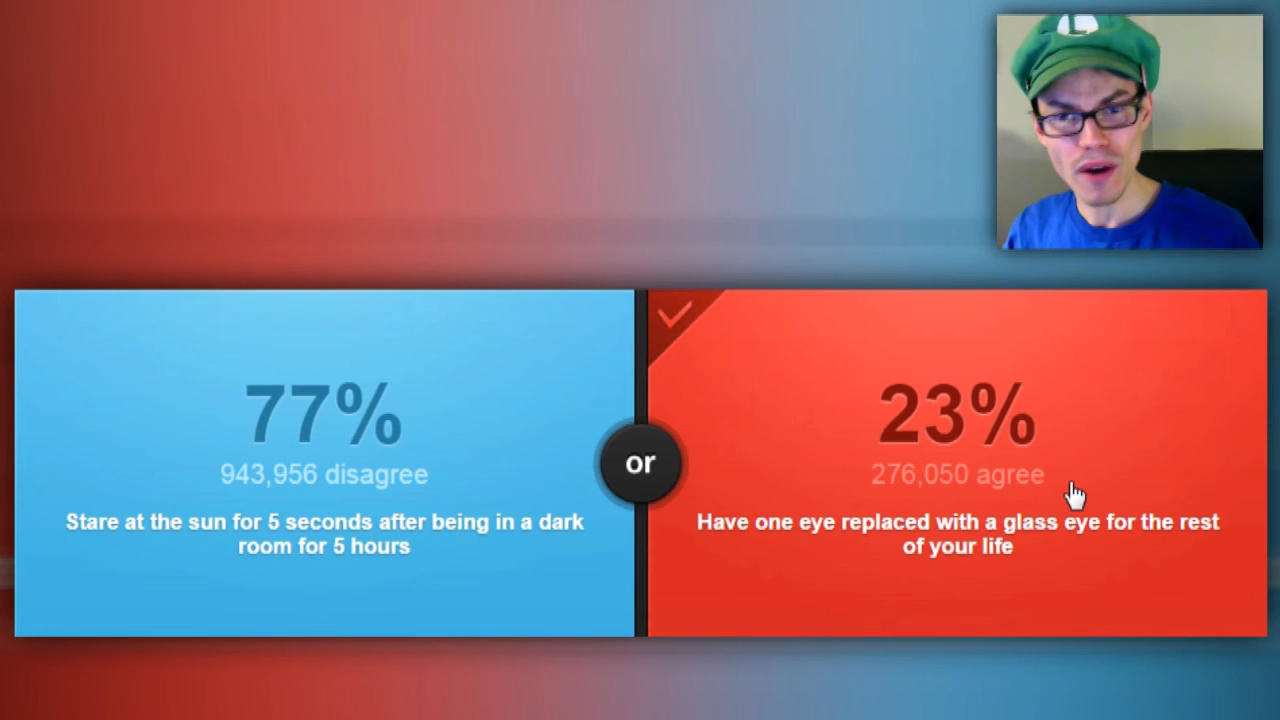 L
77%
943,956 disagree
Stare at the sun for 5 seconds after being in a dark
room for 5 hours
or
23%
276,050 agree
Have one eye replaced with a glass eye for the rest
of your life